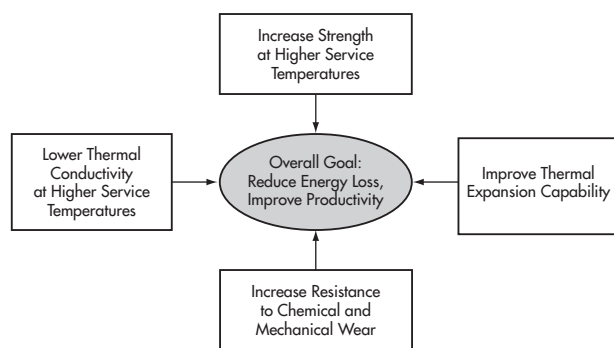 Increase Strength
at Higher Service
Temperatures
Lower Thermal
Conductivity
at Higher Service
Temperatures
Overall Goal:
Reduce Energy Loss,
Improve Productivity
Improve Thermal
Expansion Capability
Increase Resistance
to Chemical and
Mechanical Wear